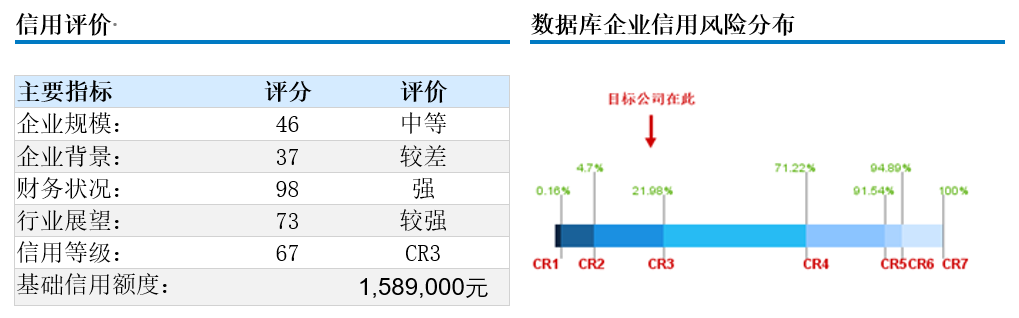 信用评价
主要指标 评分 评价
企业规模： 46 中等
企业背景： 37 较差
财务状况： 98 强
行业展望： 73 较强
信用等级： 67 CR3
基础信用额度： 1,589,000元
数据库企业信用风险分布
目标公司在此
4.7% 71.22% 94.89%
0.16% 21.98% 91.54% 100%
CR1 CR2 CR3 CR4 CR5 CR6 CR7